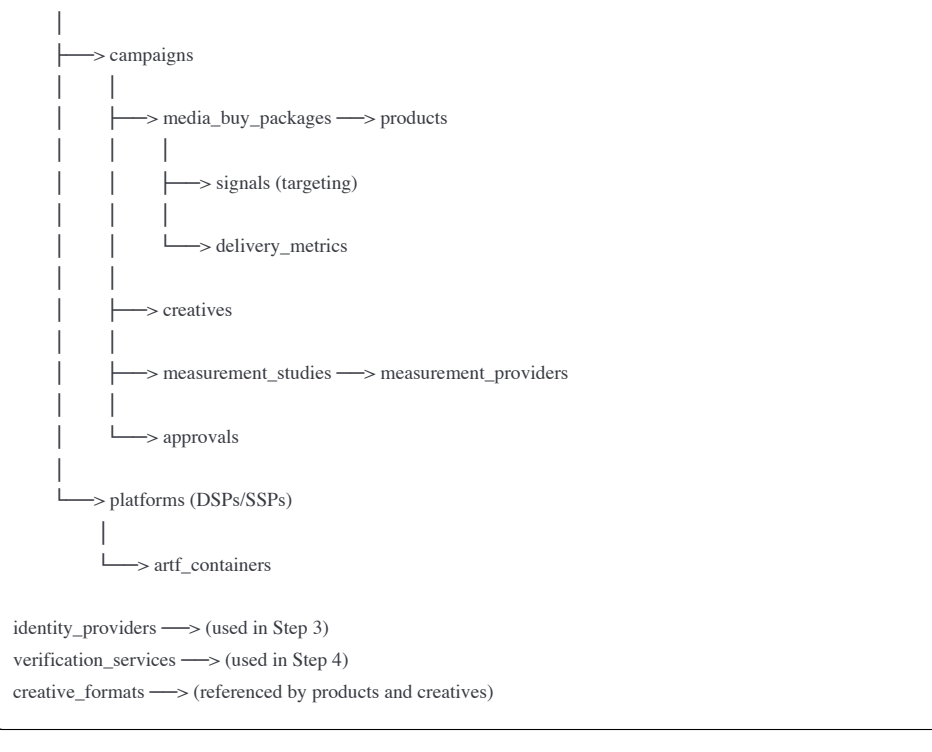 │
├──> campaigns
│ │
│ ├──> media_buy_packages ──> products
│ │ │
│ │ ├──> signals (targeting)
│ │ │
│ │ └──> delivery_metrics
│ │
│ ├──> creatives
│ │
│ ├──> measurement_studies ──> measurement_providers
│ │
│ └──> approvals
│
└──> platforms (DSPs/SSPs)
│
└──> artf_containers
identity_providers ──> (used in Step 3)
verification_services ──> (used in Step 4)
creative_formats ──> (referenced by products and creatives)